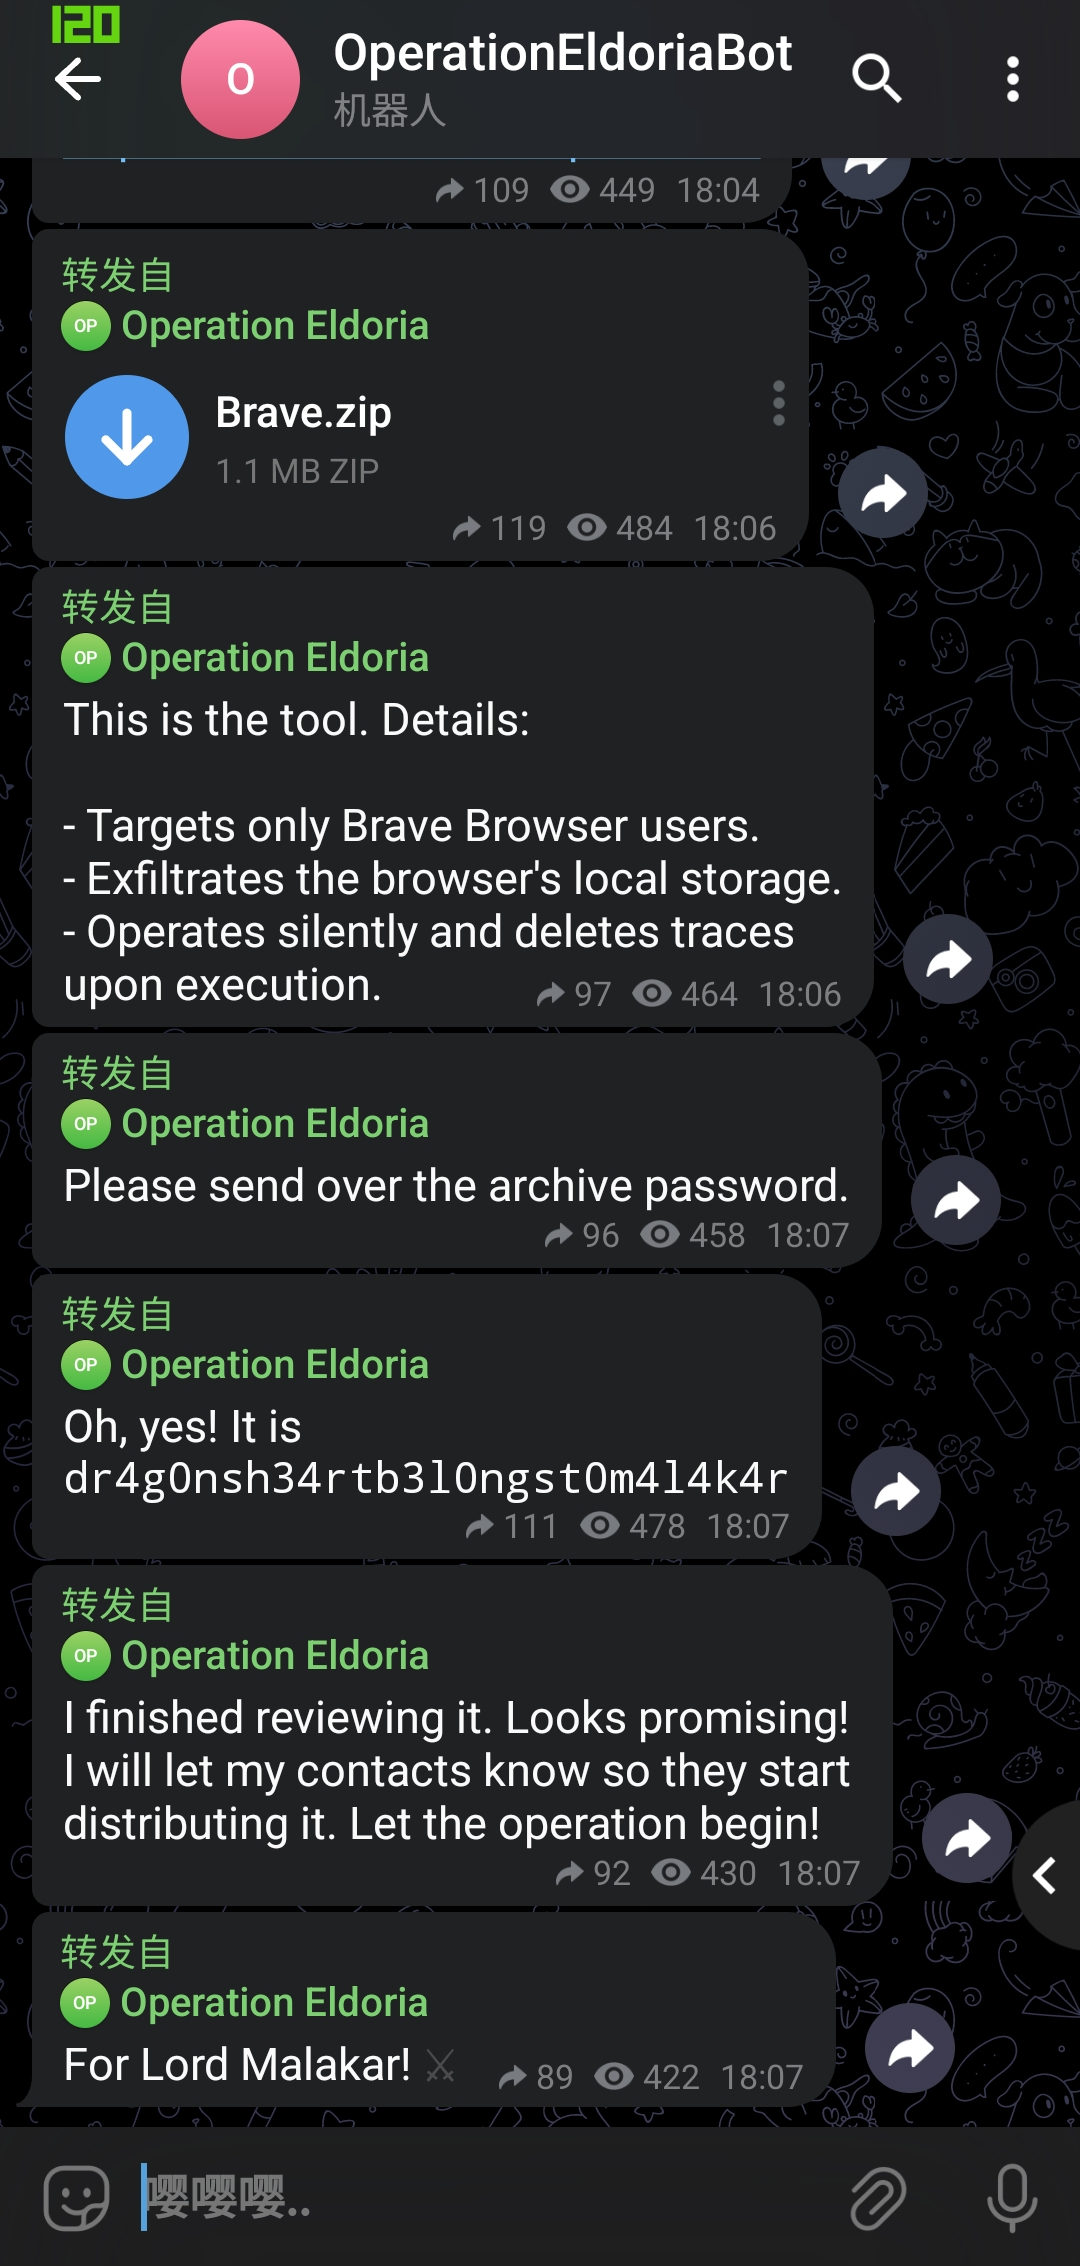 120
OperationEldoriaBot
机器人
109 449 18:04
转发自
OP Operation Eldoria
Brave.zip
1.1 MB ZIP
119 484 18:06
转发自
OP Operation Eldoria
This is the tool. Details:
- Targets only Brave Browser users.
- Exfiltrates the browser's local storage.
- Operates silently and deletes traces
upon execution. 97 464 18:06
转发自
OP Operation Eldoria
Please send over the archive password.
96 458 18:07
转发自
OP Operation Eldoria
Oh, yes! It is
dr4g0nsh34rtb3l0ngst0m4l4k4r
111 478 18:07
转发自
OP Operation Eldoria
I finished reviewing it. Looks promising!
I will let my contacts know so they start
distributing it. Let the operation begin!
92 430 18:07
转发自
OP Operation Eldoria
For Lord Malakar! ⚔ 89 422 18:07
嘤嘤嘤..